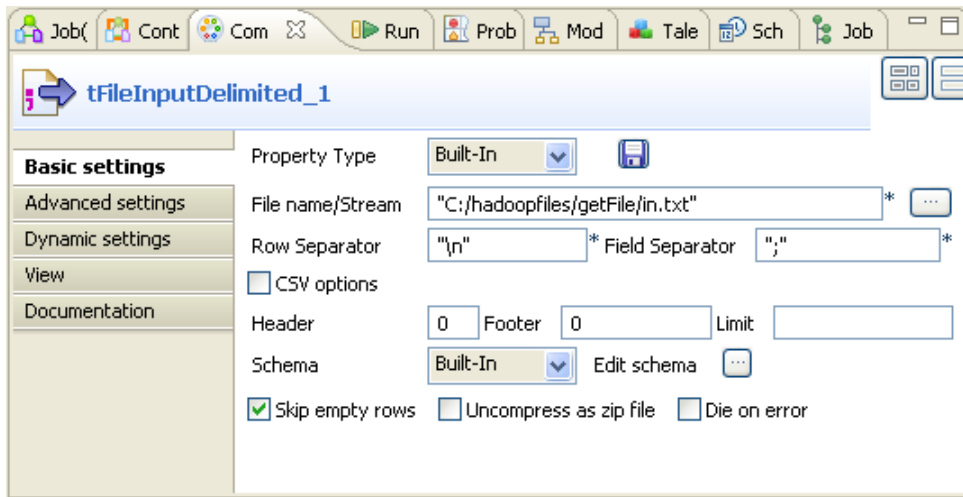 Job( Cont Com Run Prob Mod Tale Sch Job
tFileInputDelimited_1
Basic settings
Advanced settings
Dynamic settings
View
Documentation
Property Type Built-In
File name/Stream "C:/hadoopfiles/getFile/in.txt" * ...
Row Separator "\n" * Field Separator ";" *
CSV options
Header 0 Footer 0 Limit
Schema Built-In Edit schema ...
Skip empty rows Uncompress as zip file Die on error